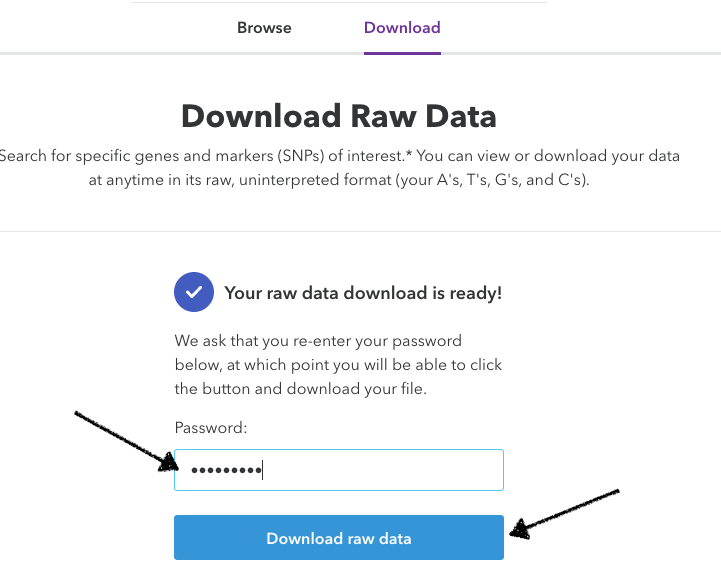 Browse Download
Download Raw Data
Search for specific genes and markers (SNPs) of interest.* You can view or download your data
at anytime in its raw, uninterpreted format (your A's, T's, G's, and C's).
Your raw data download is ready!
We ask that you re-enter your password
below, at which point you will be able to click
the button and download your file.
Password:
•••••••••
Download raw data